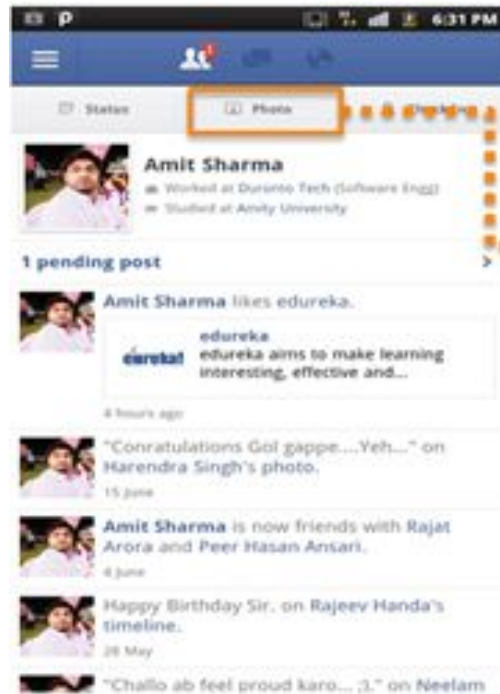 6:31 PM
Status
Photo
Amit Sharma
Worked at Duronto Tech (Software Engg)
Studied at Amity University
1 pending post
Amit Sharma likes edureka.
edureka
edureka!
edureka aims to make learning
interesting, effective and...
4 hours ago
"Conratulations Gol gappe....Yeh..." on
Harendra Singh's photo.
15 June
Amit Sharma is now friends with Rajat
Arora and Peer Hasan Ansari.
4 June
Happy Birthday Sir. on Rajeev Handa's
timeline.
28 May
"Challo ab feel proud karo... ;)." on Neelam